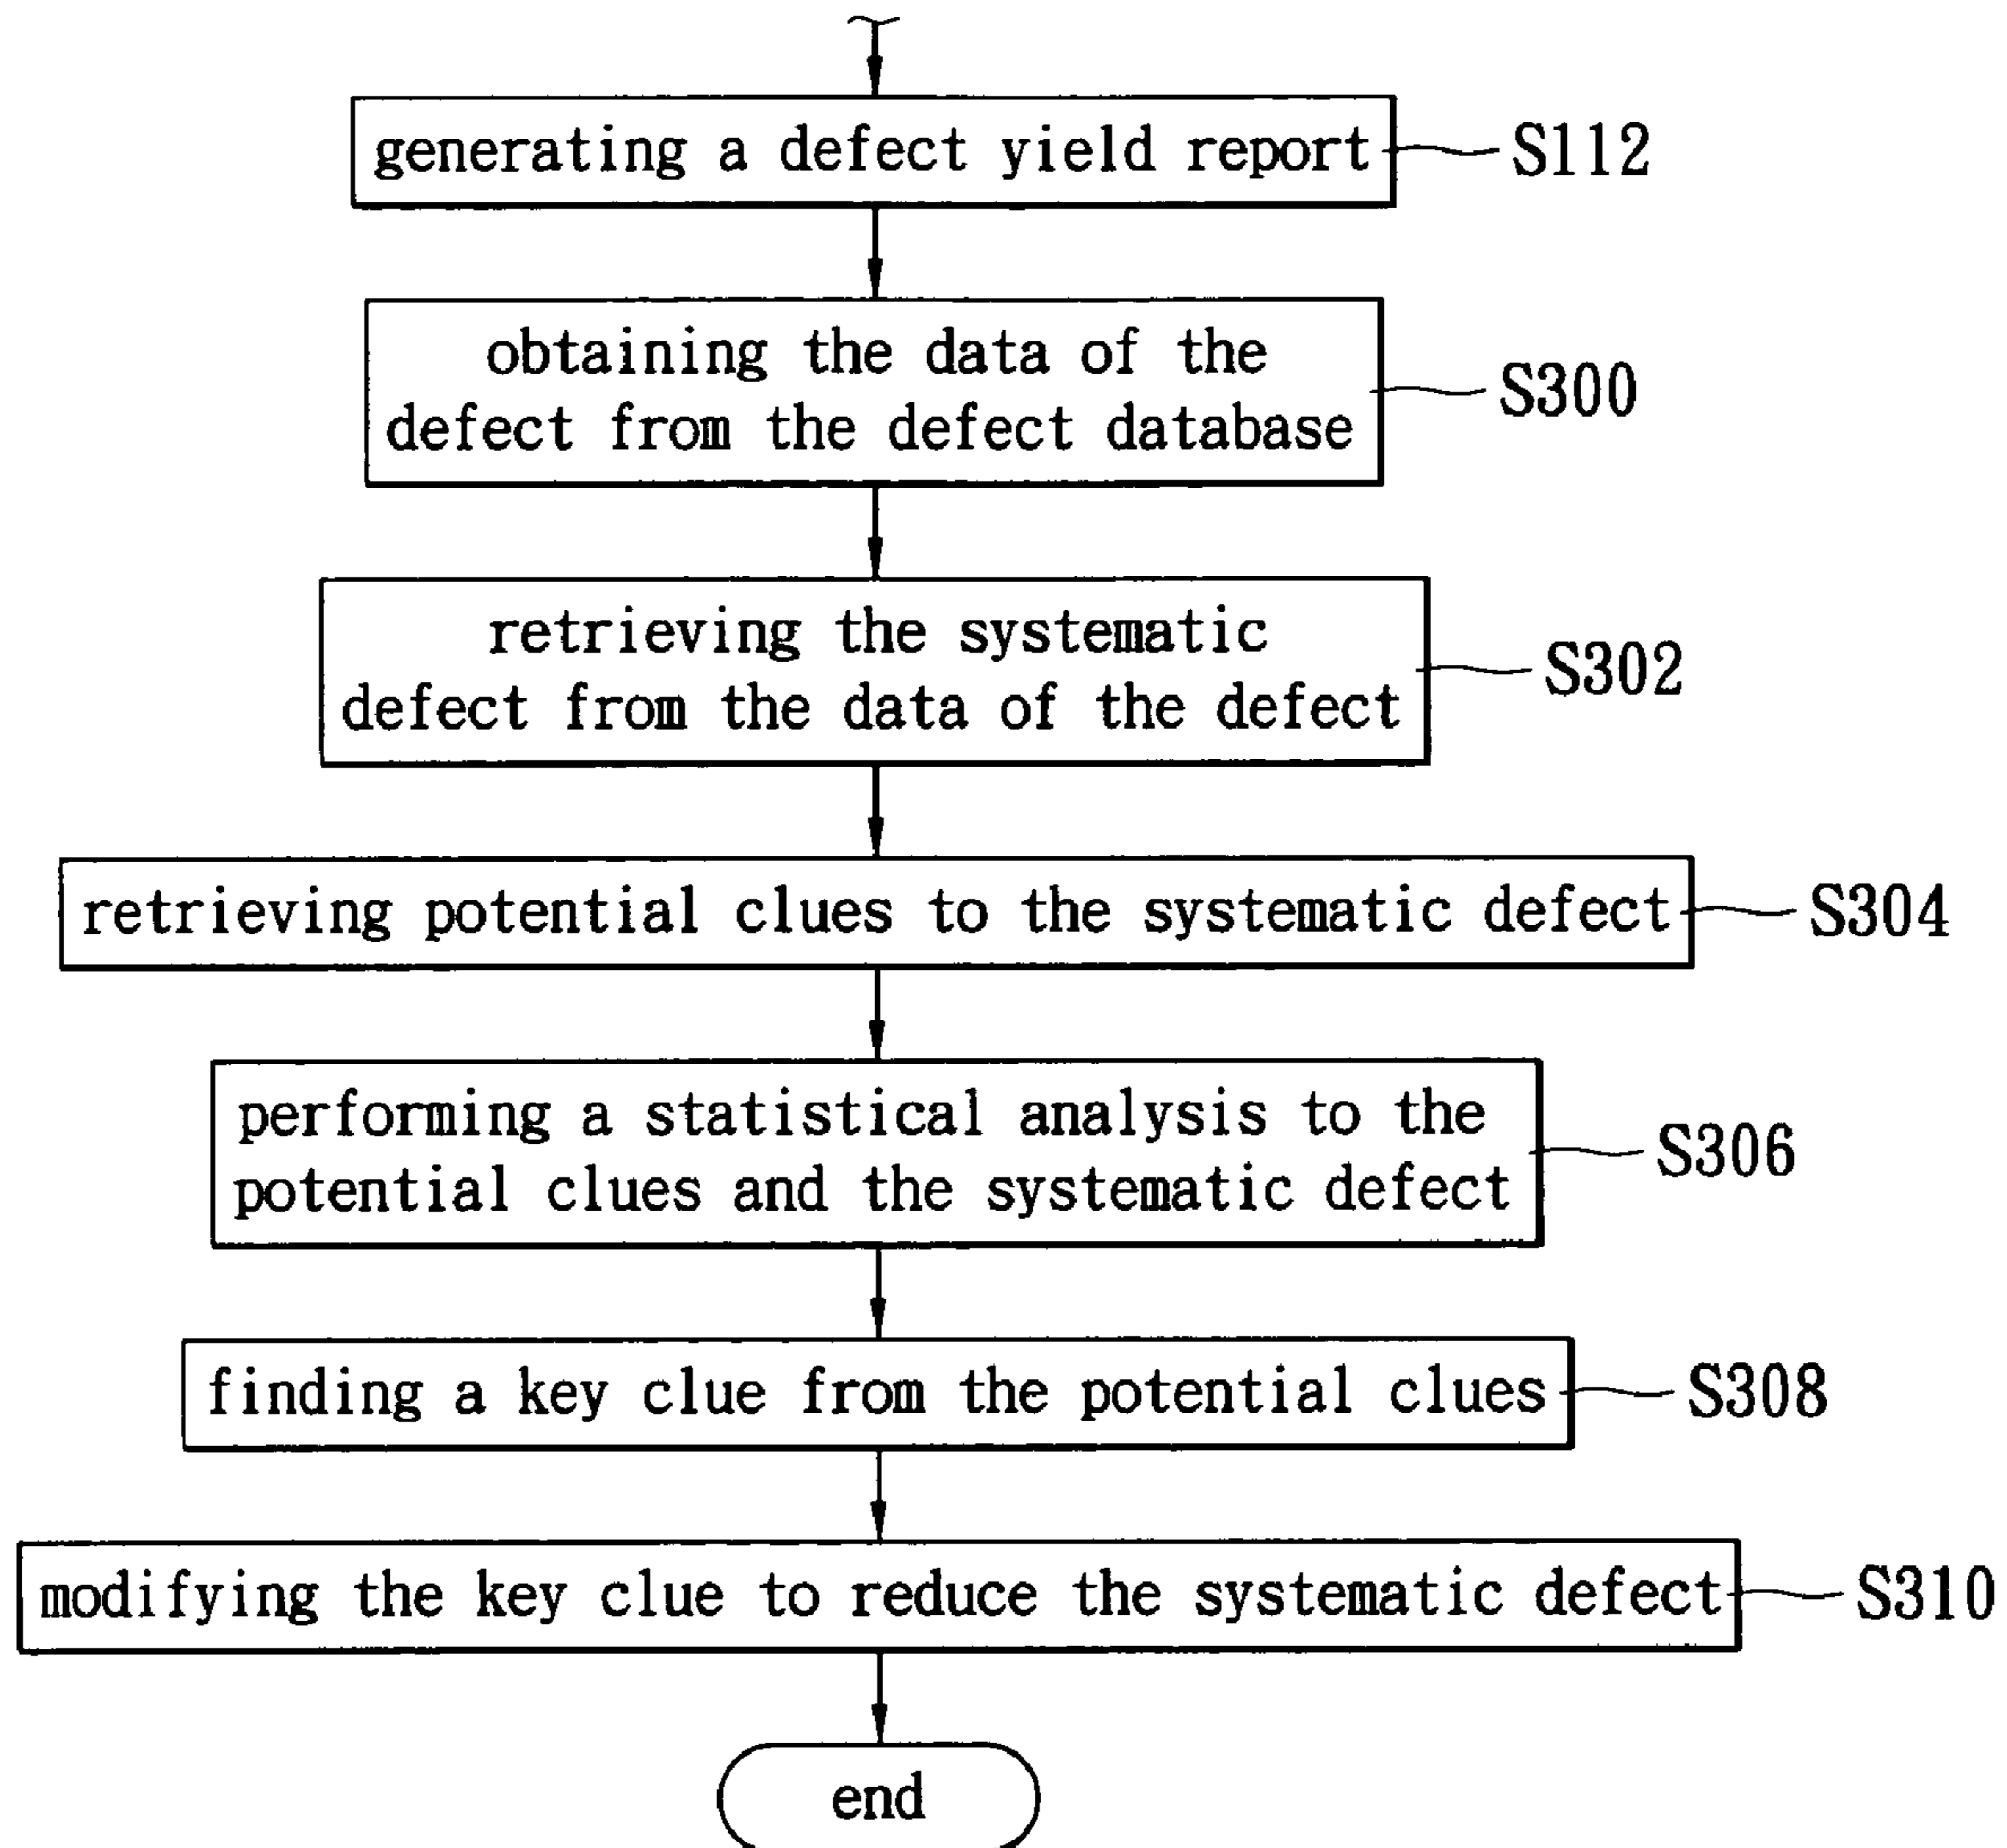 generating a defect yield report
S112
obtaining the data of the
defect from the defect database
S300
retrieving the systematic
defect from the data of the defect
S302
retrieving potential clues to the systematic defect
S304
performing a statistical analysis to the
potential clues and the systematic defect
S306
finding a key clue from the potential clues
S308
modifying the key clue to reduce the systematic defect
S310
end